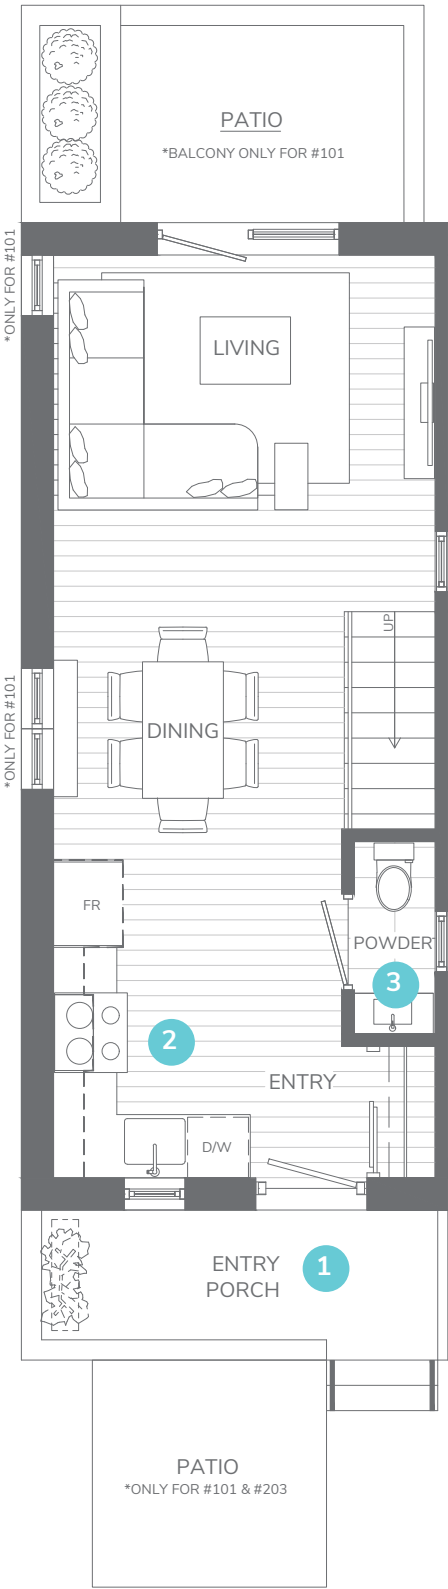 PATIO
*BALCONY ONLY FOR #101
*ONLY FOR #101
LIVING
UP
*ONLY FOR #101
DINING
FR
POWDER
3
2
ENTRY
D/W
ENTRY
PORCH
1
PATIO
*ONLY FOR #101 & #203